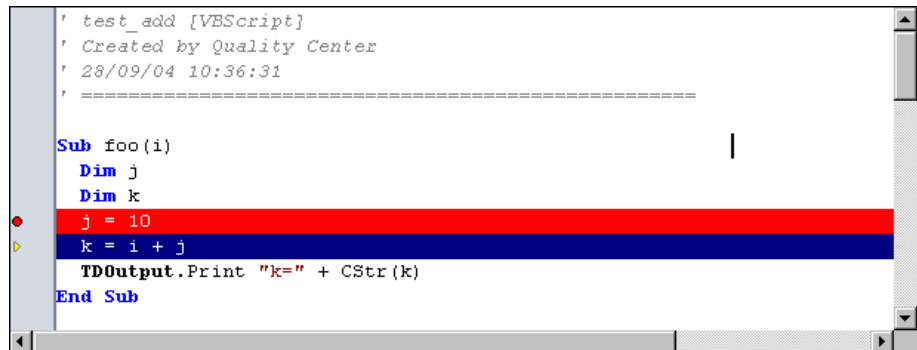 ' test_add [VBScript]
' Created by Quality Center
' 28/09/04 10:36:31
' ====================================================
Sub foo(i)
Dim j
Dim k
j = 10
k = i + j
TDOutput.Print "k=" + CStr(k)
End Sub